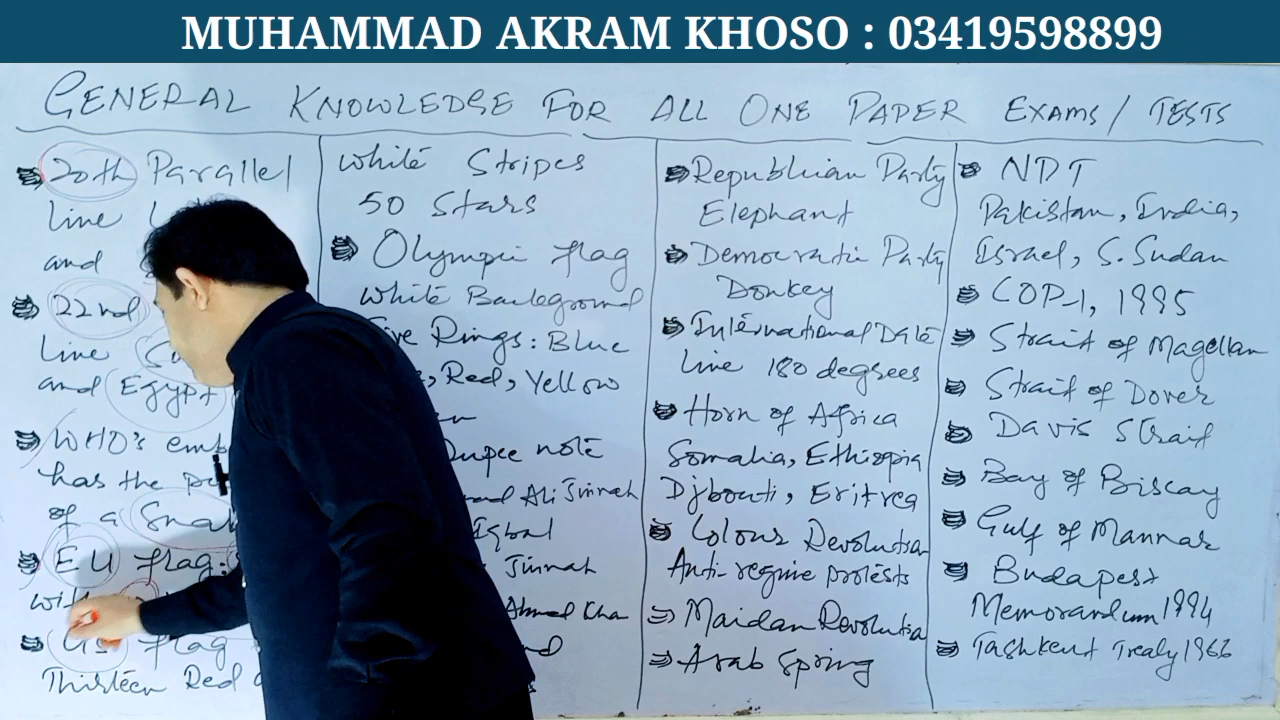 MUHAMMAD AKRAM KHOSO : 03419598899
GENERAL KNOWLEDGE FOR ALL ONE PAPER EXAMS / TESTS
20th Parallel
line
and
22nd
line
and Egypt
WHO's
has the
of a
EU flag:
US flag
Thirteen Red
white Stripes
50 Stars
Olympic flag
white Background
Rings: Blue
, Red, Yellow
Rupee note
Ali Jinnah
Iqbal
Jinnah
Ahmed Kha
Republican Party
Elephant
Democratic Party
Donkey
International Date
line 180 degrees
Horn of Africa
Somalia, Ethiopia
Djbouti, Eritrea
Colour Revolution
Anti-regime protests
Maidan Revolution
Arab Spring
NPT
Pakistan, India,
Israel, S. Sudan
COP-1, 1995
Strait of Magellan
Strait of Dover
Davis Strait
Bay of Biscay
Gulf of Mannar
Budapest
Memorandum 1994
Tashkent Treaty 1966